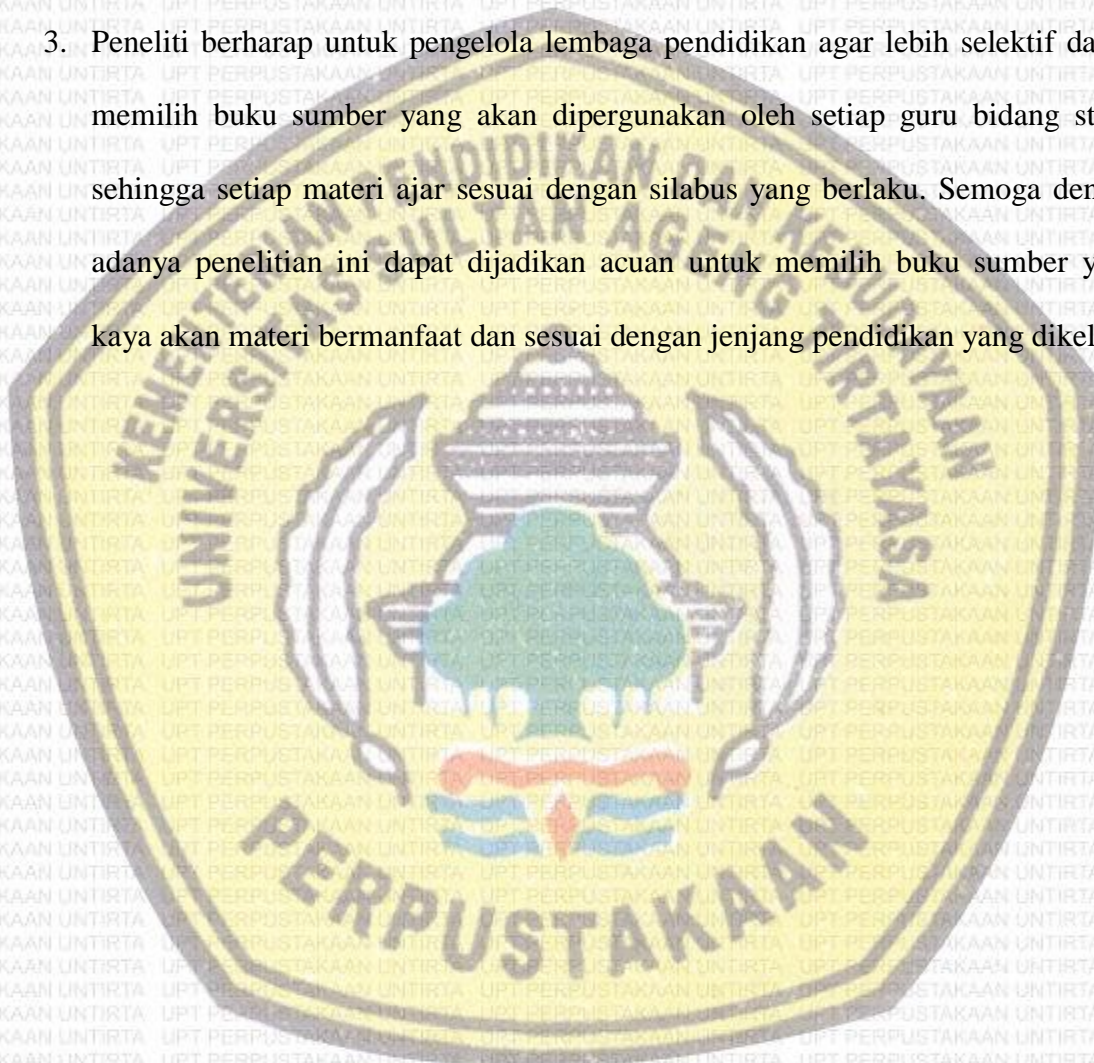 3. Peneliti berharap untuk pengelola lembaga pendidikan agar lebih selektif da
memilih buku sumber yang akan dipergunakan oleh setiap guru bidang st
sehingga setiap materi ajar sesuai dengan silabus yang berlaku. Semoga den
adanya penelitian ini dapat dijadikan acuan untuk memilih buku sumber y
kaya akan materi bermanfaat dan sesuai dengan jenjang pendidikan yang dikel
KEMENTERIAN PENDIDIKAN DAN KEBUDAYAAN
UNIVERSITAS SULTAN AGENG TIRTAYASA
PERPUSTAKAAN
UPT PERPUSTAKAAN UNTIRTA